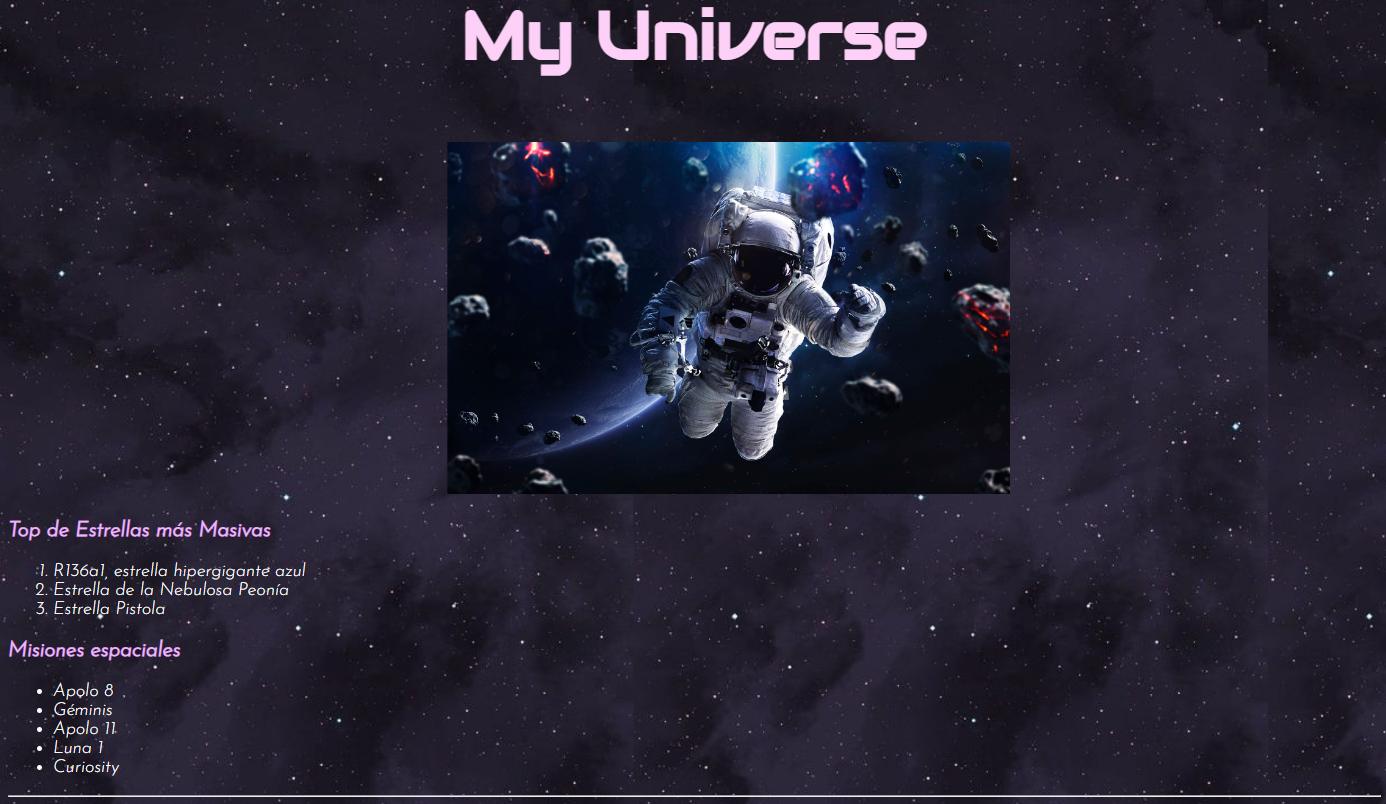 My Universe
Top de Estrellas más Masivas
1. R136a1, estrella hipergigante azul
2. Estrella de la Nebulosa Peonía
3. Estrella Pistola
Misiones espaciales
• Apolo 8
• Géminis
• Apolo 11
• Luna 1
• Curiosity